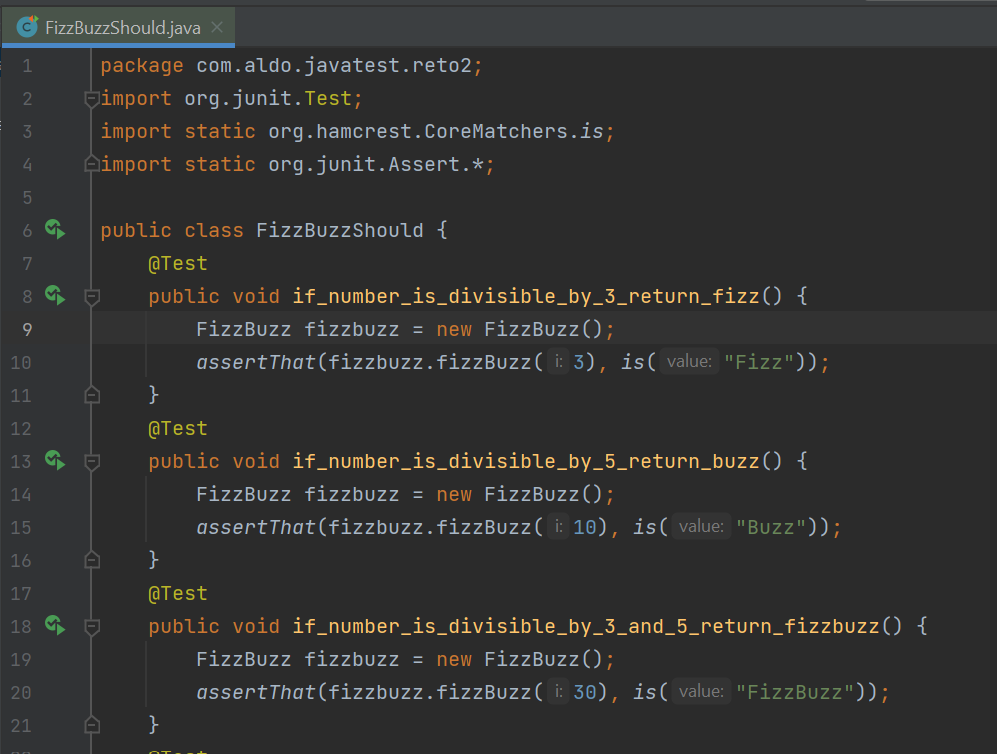 FizzBuzzShould.java
1 package com.aldo.javatest.reto2;
2 import org.junit.Test;
3 import static org.hamcrest.CoreMatchers.is;
4 import static org.junit.Assert.*;
5
6 public class FizzBuzzShould {
7 @Test
8 public void if_number_is_divisible_by_3_return_fizz() {
9 FizzBuzz fizzbuzz = new FizzBuzz();
10 assertThat(fizzbuzz.fizzBuzz( i: 3), is( value: "Fizz"));
11 }
12 @Test
13 public void if_number_is_divisible_by_5_return_buzz() {
14 FizzBuzz fizzbuzz = new FizzBuzz();
15 assertThat(fizzbuzz.fizzBuzz( i: 10), is( value: "Buzz"));
16 }
17 @Test
18 public void if_number_is_divisible_by_3_and_5_return_fizzbuzz() {
19 FizzBuzz fizzbuzz = new FizzBuzz();
20 assertThat(fizzbuzz.fizzBuzz( i: 30), is( value: "FizzBuzz"));
21 }